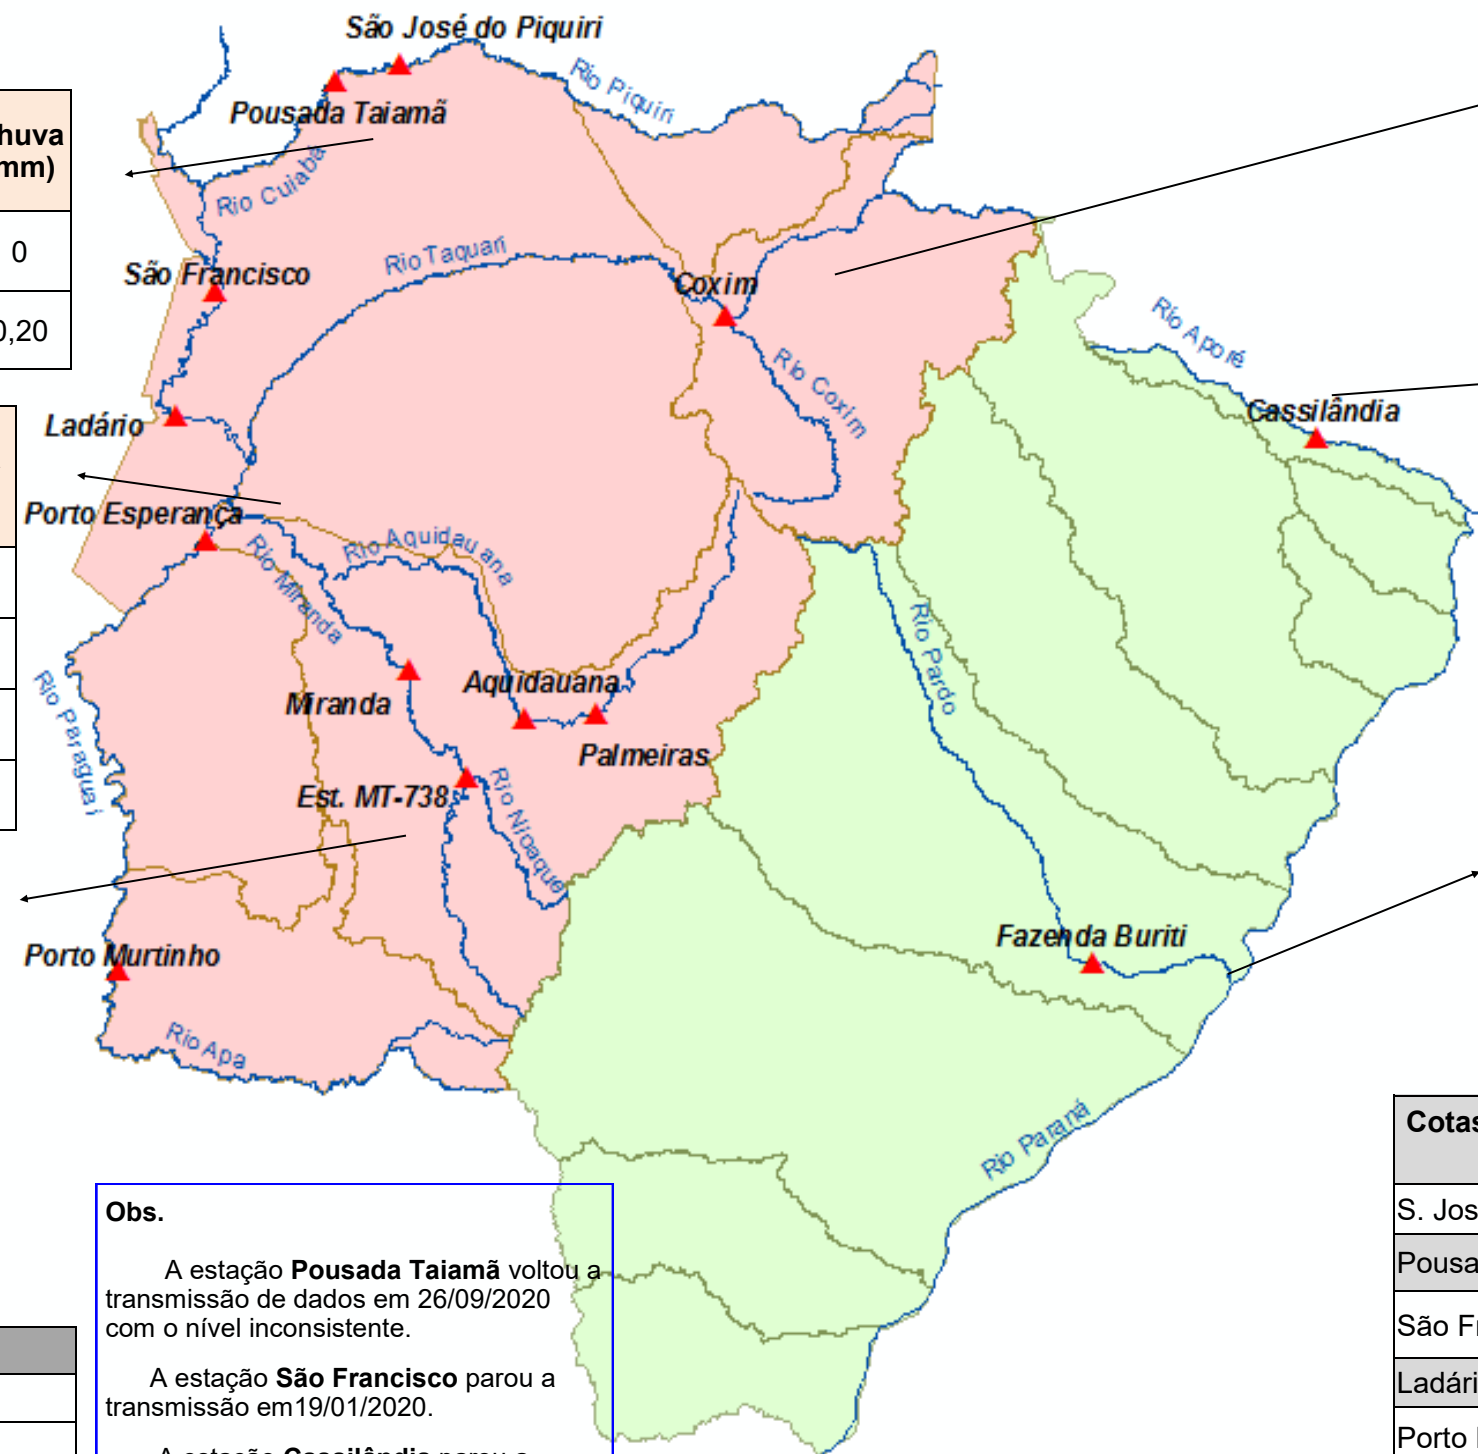 São José do Piquiri
Rio Piquiri
Pousada Taiamã
huva
mm)
Rio Cuiabá
0
Rio Taquari
São Francisco
Coxim
0,20
Rio Aporé
Rio Coxim
Cassilândia
Ladário
Porto Esperança
Rio Aquidauana
Rio Miranda
Rio Pardo
Rio Paraguai
Aquidauana
Miranda
Palmeiras
Est. MT-738
Rio Nioaque
Fazenda Buriti
Porto Murtinho
Rio Apa
Rio Paraná
Obs.
A estação Pousada Taiamã voltou a
transmissão de dados em 26/09/2020
com o nível inconsistente.
A estação São Francisco parou a
transmissão em19/01/2020.
A estação Cassilândia parou a
Cotas
S. Jos
Pousa
São Fr
Ladári
Porto